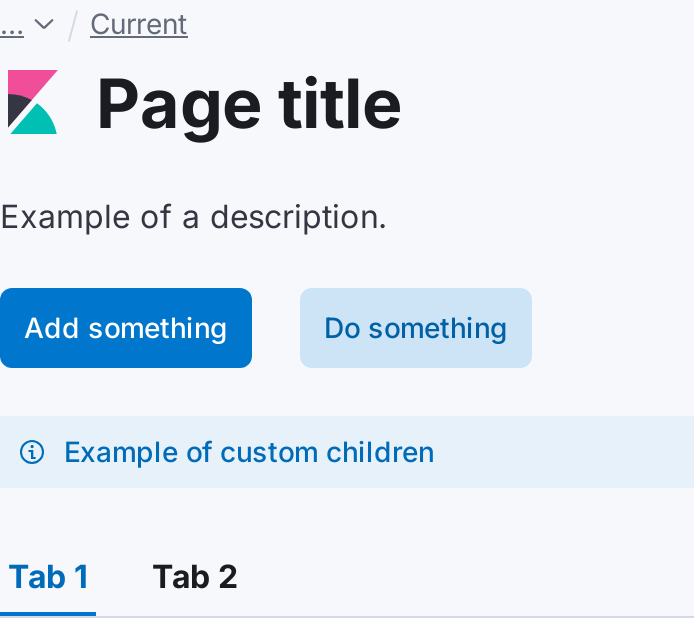 ... / Current
Page title
Example of a description.
Add something Do something
Example of custom children
Tab 1 Tab 2